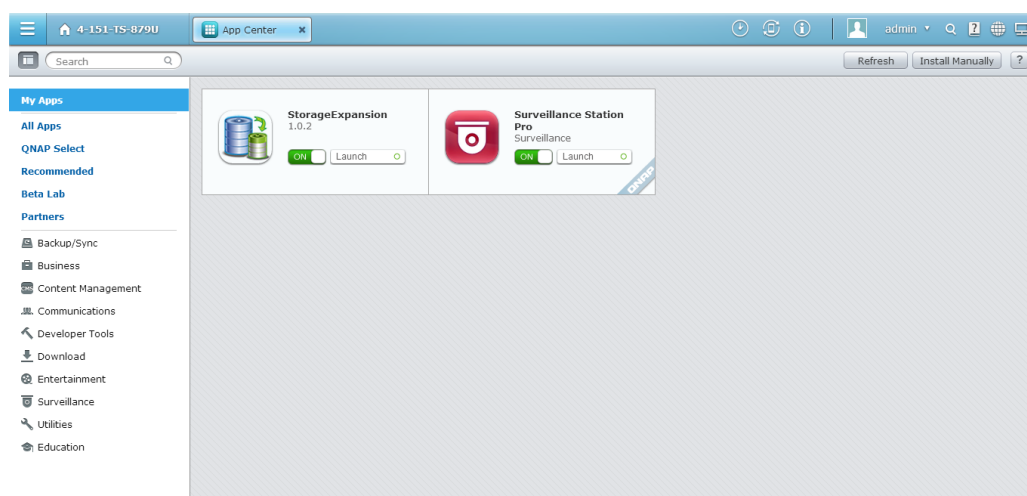 4-151-TS-879U
App Center
admin
Search
Refresh
Install Manually
?
My Apps
All Apps
QNAP Select
Recommended
Beta Lab
Partners
Backup/Sync
Business
CMS
Content Management
Communications
Developer Tools
Download
Entertainment
Surveillance
Utilities
Education
StorageExpansion
1.0.2
ON
Launch
Surveillance Station
Pro
Surveillance
ON
Launch
QNAP